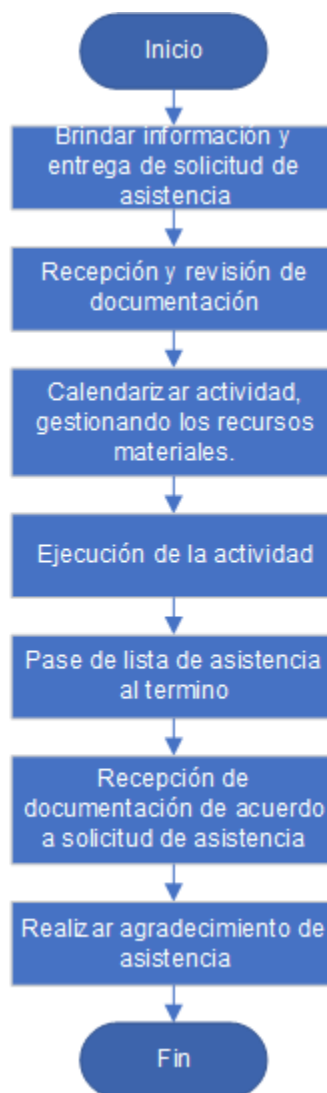 Inicio
Brindar información y
entrega de solicitud de
asistencia
Recepción y revisión de
documentación
Calendarizar actividad,
gestionando los recursos
materiales.
Ejecución de la actividad
Pase de lista de asistencia
al termino
Recepción de
documentación de acuerdo
a solicitud de asistencia
Realizar agradecimiento de
asistencia
Fin